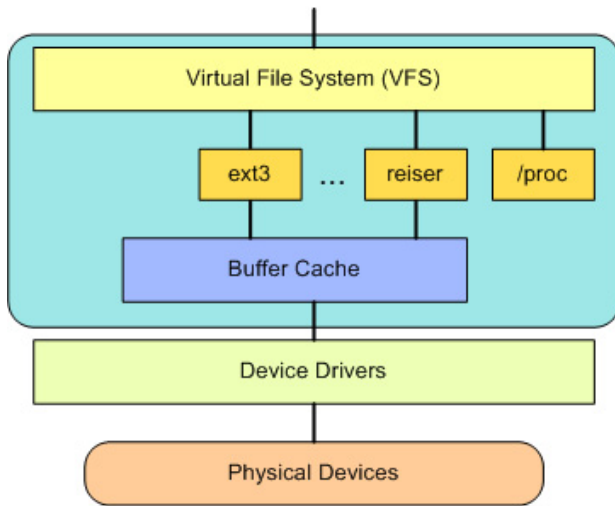 Virtual File System (VFS)
ext3 ... reiser /proc
Buffer Cache
Device Drivers
Physical Devices